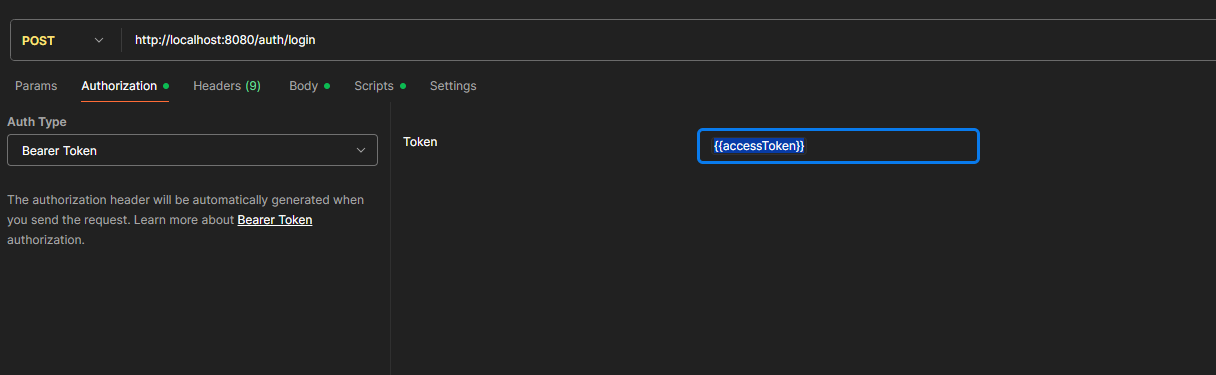 POST http://localhost:8080/auth/login
Params Authorization Headers (9) Body Scripts Settings
Auth Type
Bearer Token
The authorization header will be automatically generated when
you send the request. Learn more about Bearer Token
authorization.
Token {{accessToken}}